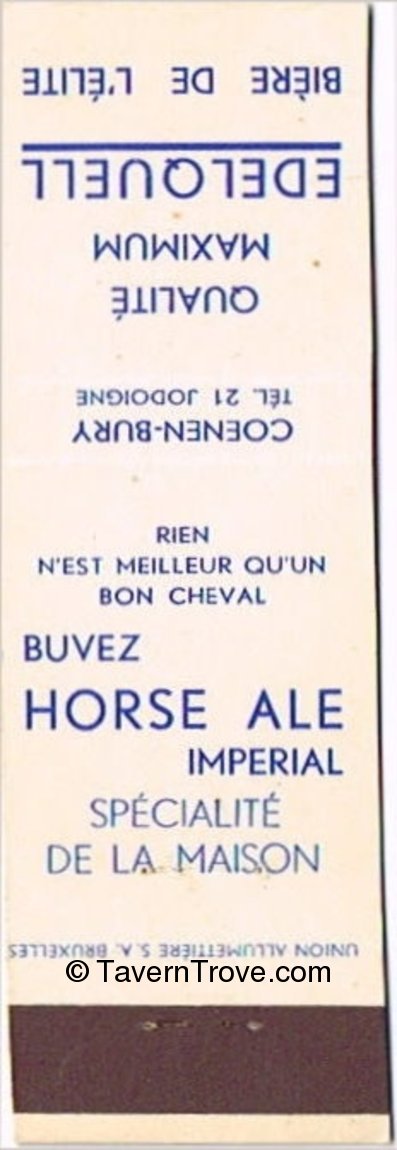 COENEN-BURY
TÉL. 21 JODOIGNE
QUALITÉ
MAXIMUM
EDELQUELL
BIÈRE DE L'ÉLITE
RIEN
N'EST MEILLEUR QU'UN
BON CHEVAL
BUVEZ
HORSE ALE
IMPERIAL
SPÉCIALITÉ
DE LA MAISON
UNION ALLUMETTIÈRE S. A. BRUXELLES
© TavernTrove.com